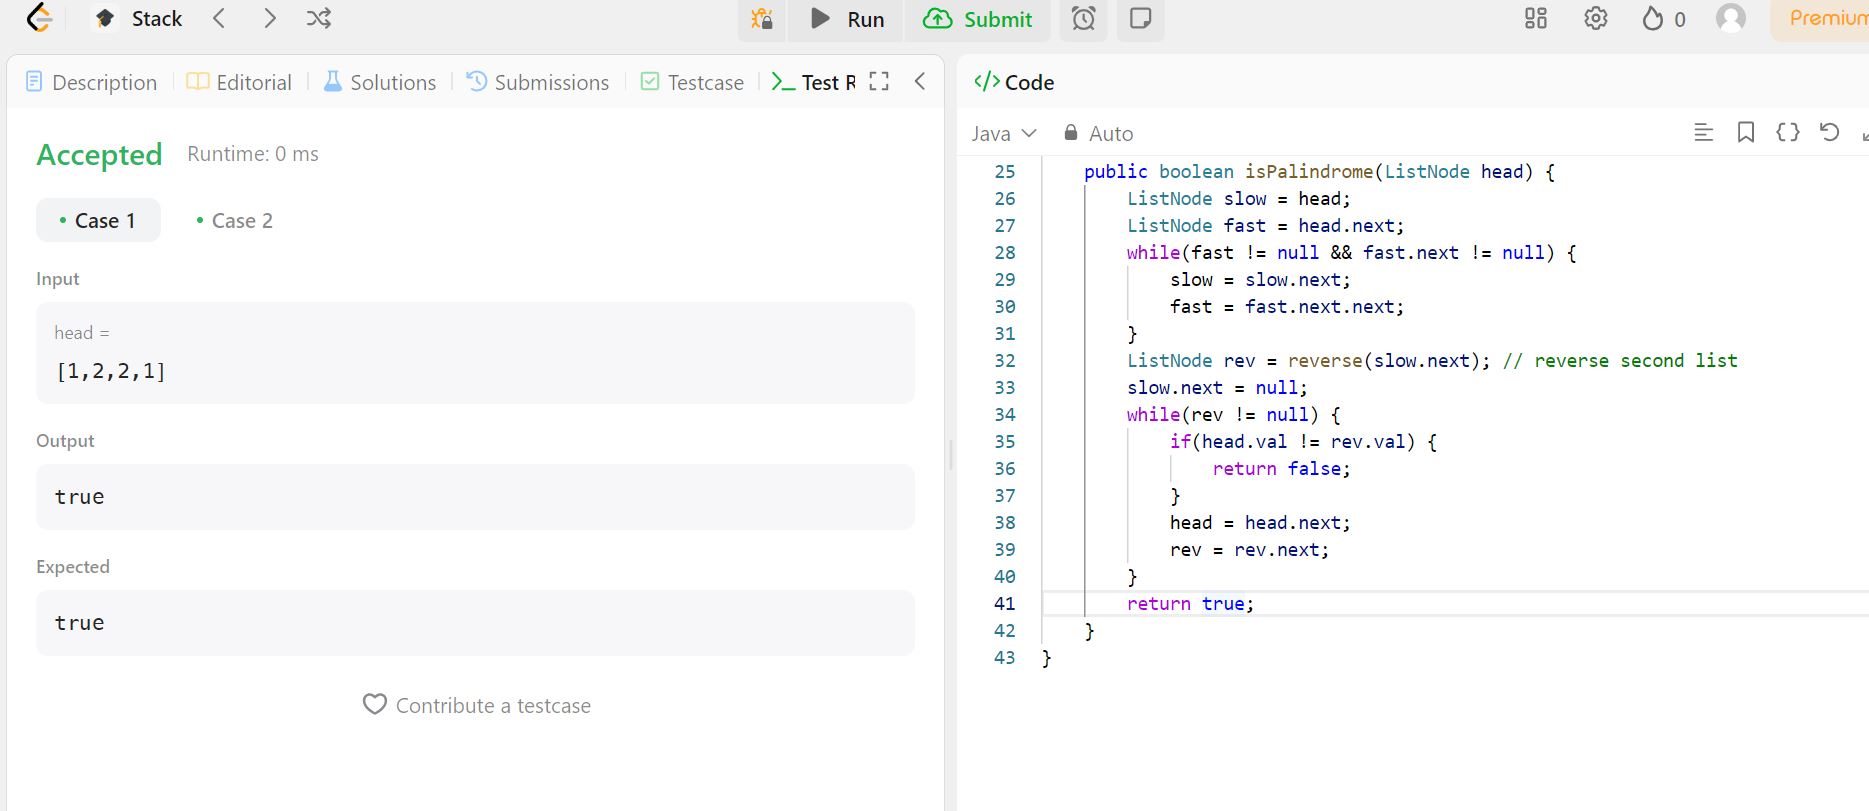 Stack Run Submit 0 Premium
Description Editorial Solutions Submissions Testcase >_ Test R
Accepted Runtime: 0 ms
• Case 1 • Case 2
Input
head =
[1,2,2,1]
Output
true
Expected
true
Contribute a testcase
</> Code
Java Auto
25 public boolean isPalindrome(ListNode head) {
26 ListNode slow = head;
27 ListNode fast = head.next;
28 while(fast != null && fast.next != null) {
29 slow = slow.next;
30 fast = fast.next.next;
31 }
32 ListNode rev = reverse(slow.next); // reverse second list
33 slow.next = null;
34 while(rev != null) {
35 if(head.val != rev.val) {
36 return false;
37 }
38 head = head.next;
39 rev = rev.next;
40 }
41 return true;
42 }
43 }